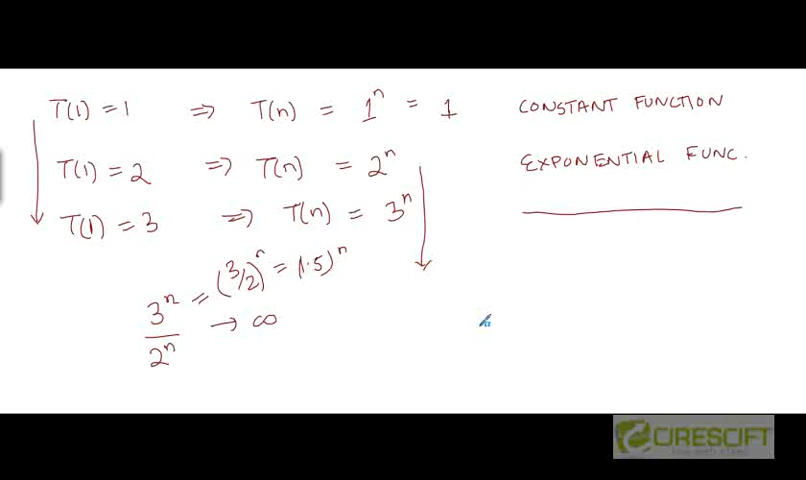 T(1) = 1 ⇒ T(n) = 1ⁿ = 1 CONSTANT FUNCTION
T(1) = 2 ⇒ T(n) = 2ⁿ EXPONENTIAL FUNC.
T(1) = 3 ⇒ T(n) = 3ⁿ
3ⁿ/2ⁿ = (3/2)ⁿ = (1.5)ⁿ
→ ∞
CIRESCIFT